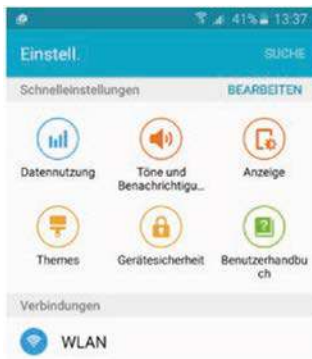 41% 13:37
Einstell. SUCHE
Schnelleinstellungen BEARBEITEN
Datennutzung Töne und Benachrichtigu... Anzeige
Themes Gerätesicherheit Benutzerhandbu ch
Verbindungen
WLAN